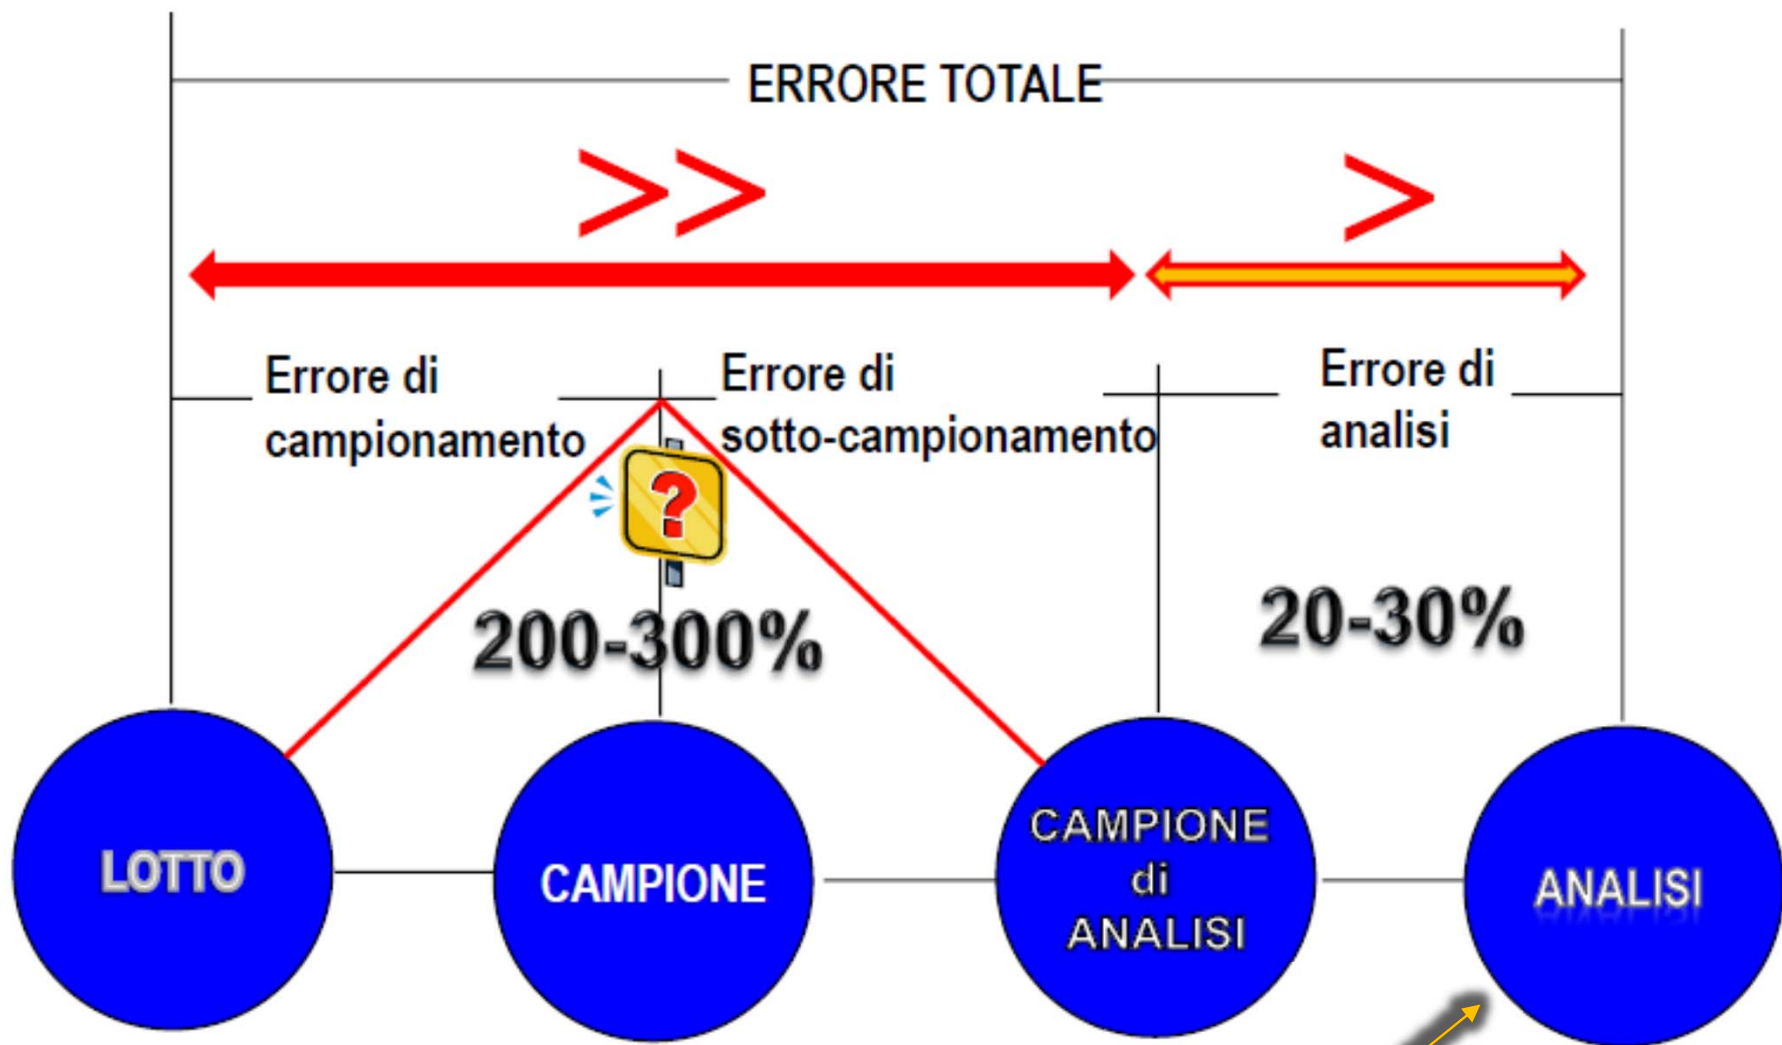 ERRORE TOTALE
>>
>
Errore di
campionamento
Errore di
sotto-campionamento
Errore di
analisi
?
200-300%
20-30%
LOTTO
CAMPIONE
CAMPIONE
di
ANALISI
ANALISI